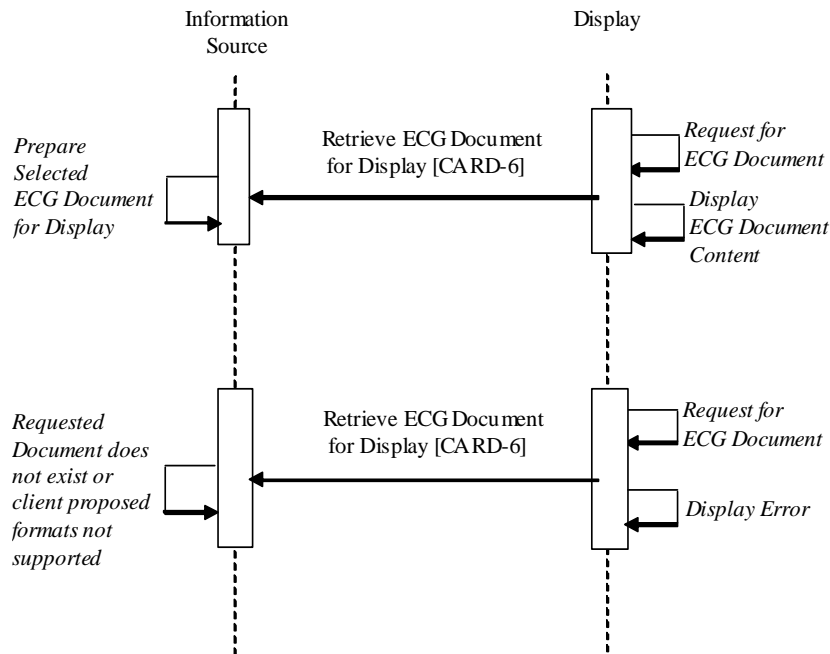 Information
Source
Display
Prepare
Selected
ECG Document
for Display
Retrieve ECG Document
for Display [CARD-6]
Request for
ECG Document
Display
ECG Document
Content
Requested
Document does
not exist or
client proposed
formats not
supported
Retrieve ECG Document
for Display [CARD-6]
Request for
ECG Document
Display Error